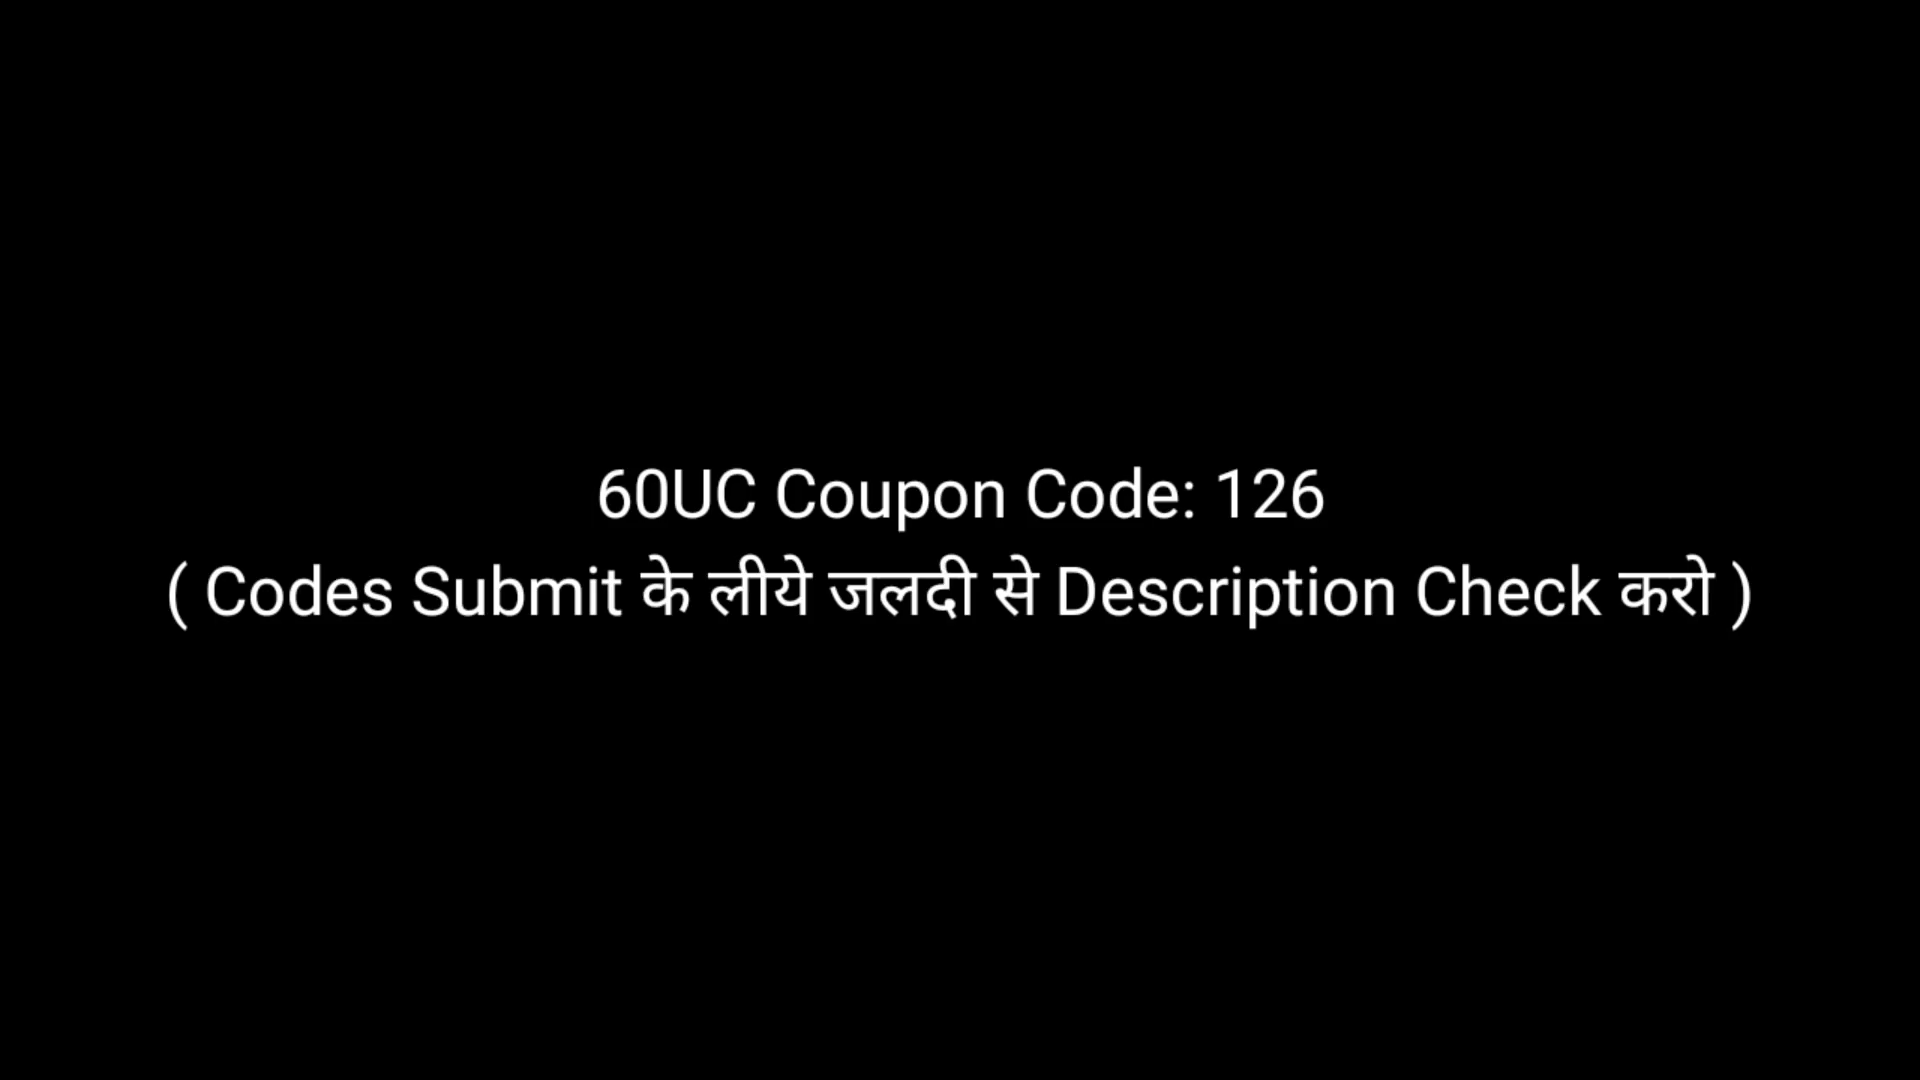 60UC Coupon Code: 126
( Codes Submit के लीये जलदी से Description Check करो )